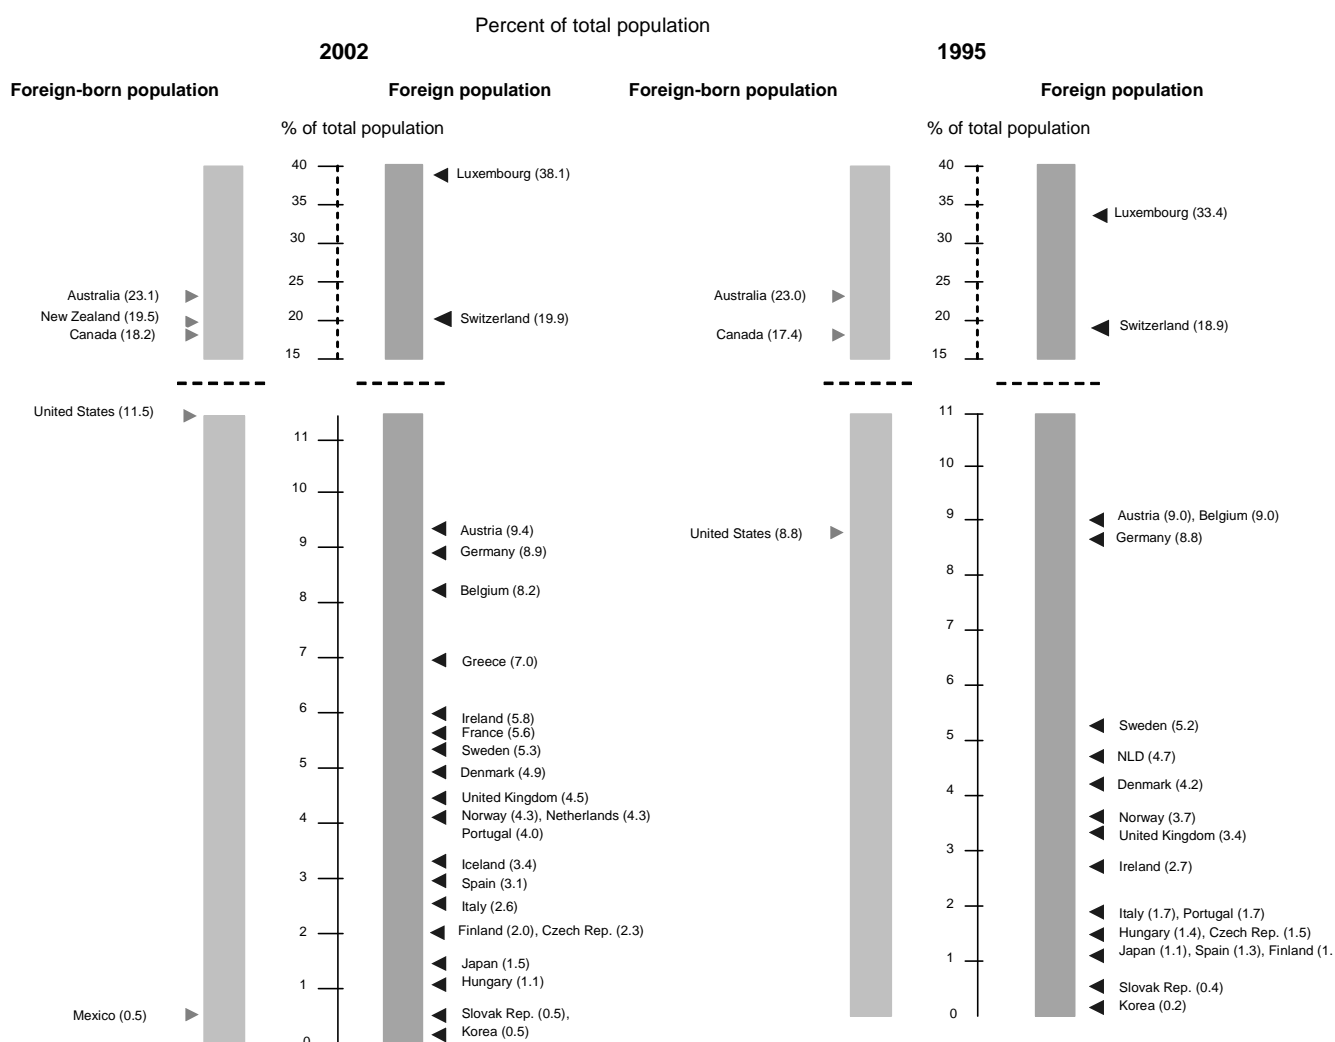 Percent of total population
2002
1995
Foreign-born population
Foreign population
Foreign-born population
Foreign population
% of total population
% of total population
40
35
30
25
20
15
Luxembourg (38.1)
Switzerland (19.9)
Australia (23.1)
New Zealand (19.5)
Canada (18.2)
United States (11.5)
11
10
9
8
7
6
5
4
3
2
1
0
Austria (9.4)
Germany (8.9)
Belgium (8.2)
Greece (7.0)
Ireland (5.8)
France (5.6)
Sweden (5.3)
Denmark (4.9)
United Kingdom (4.5)
Norway (4.3), Netherlands (4.3)
Portugal (4.0)
Iceland (3.4)
Spain (3.1)
Italy (2.6)
Finland (2.0), Czech Rep. (2.3)
Japan (1.5)
Hungary (1.1)
Slovak Rep. (0.5),
Korea (0.5)
Mexico (0.5)
40
35
30
25
20
15
Luxembourg (33.4)
Switzerland (18.9)
Australia (23.0)
Canada (17.4)
United States (8.8)
11
10
9
8
7
6
5
4
3
2
1
0
Austria (9.0), Belgium (9.0)
Germany (8.8)
Sweden (5.2)
NLD (4.7)
Denmark (4.2)
Norway (3.7)
United Kingdom (3.4)
Ireland (2.7)
Italy (1.7), Portugal (1.7)
Hungary (1.4), Czech Rep. (1.5)
Japan (1.1), Spain (1.3), Finland (1.
Slovak Rep. (0.4)
Korea (0.2)